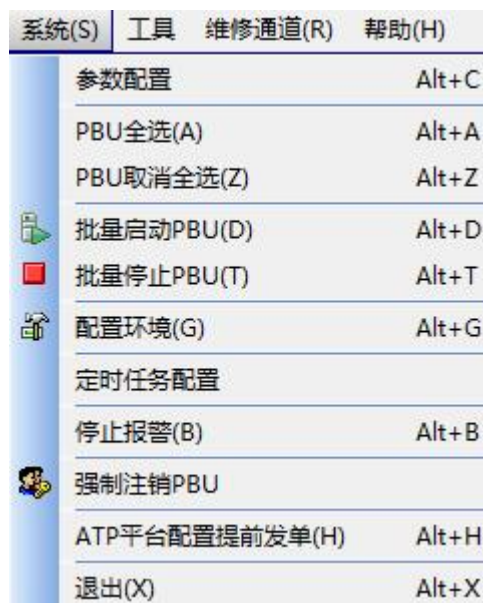 系统(S) 工具 维修通道(R) 帮助(H)
参数配置 Alt+C
PBU全选(A) Alt+A
PBU取消全选(Z) Alt+Z
批量启动PBU(D) Alt+D
批量停止PBU(T) Alt+T
配置环境(G) Alt+G
定时任务配置
停止报警(B) Alt+B
强制注销PBU
ATP平台配置提前发单(H) Alt+H
退出(X) Alt+X